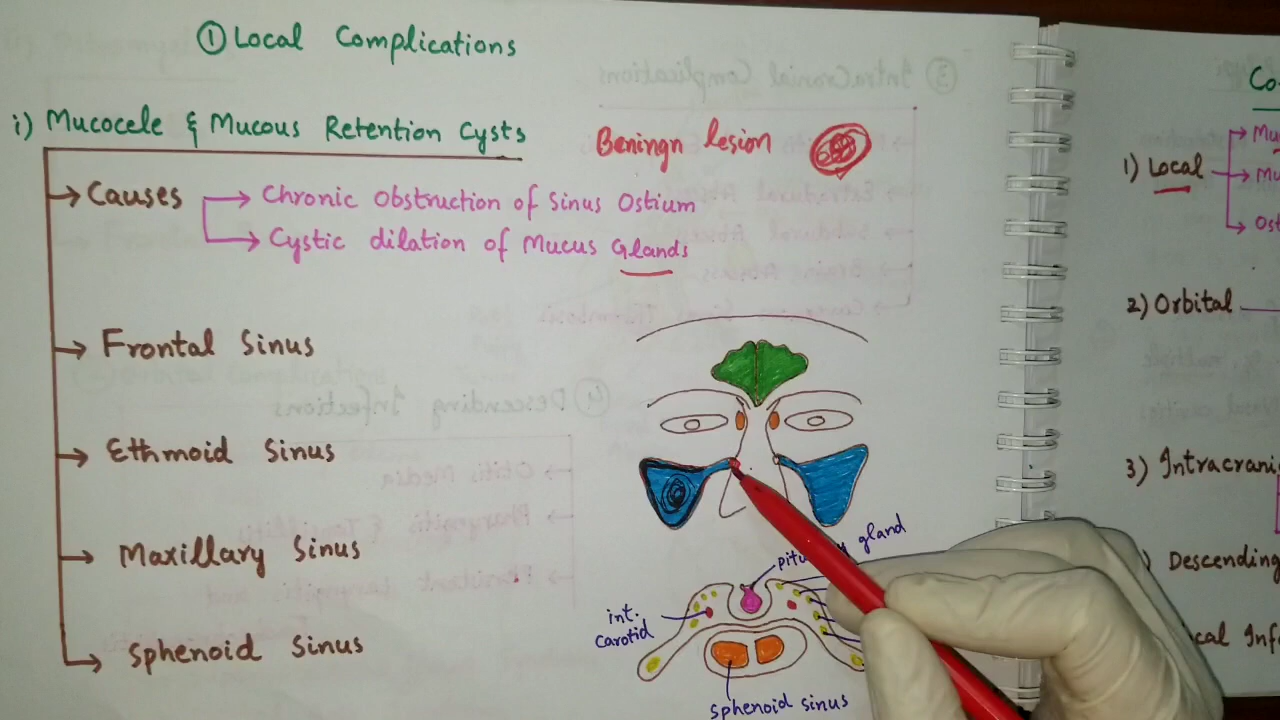 ① Local Complications
i) Mucocele & Mucous Retention Cysts
Beningn lesion
Causes
Chronic Obstruction of Sinus Ostium
Cystic dilation of Mucus Glands
Frontal Sinus
Ethmoid Sinus
Maxillary Sinus
Sphenoid Sinus
gland
int.
carotid
sphenoid sinus
1) Local
2) Orbital
3)
Descending